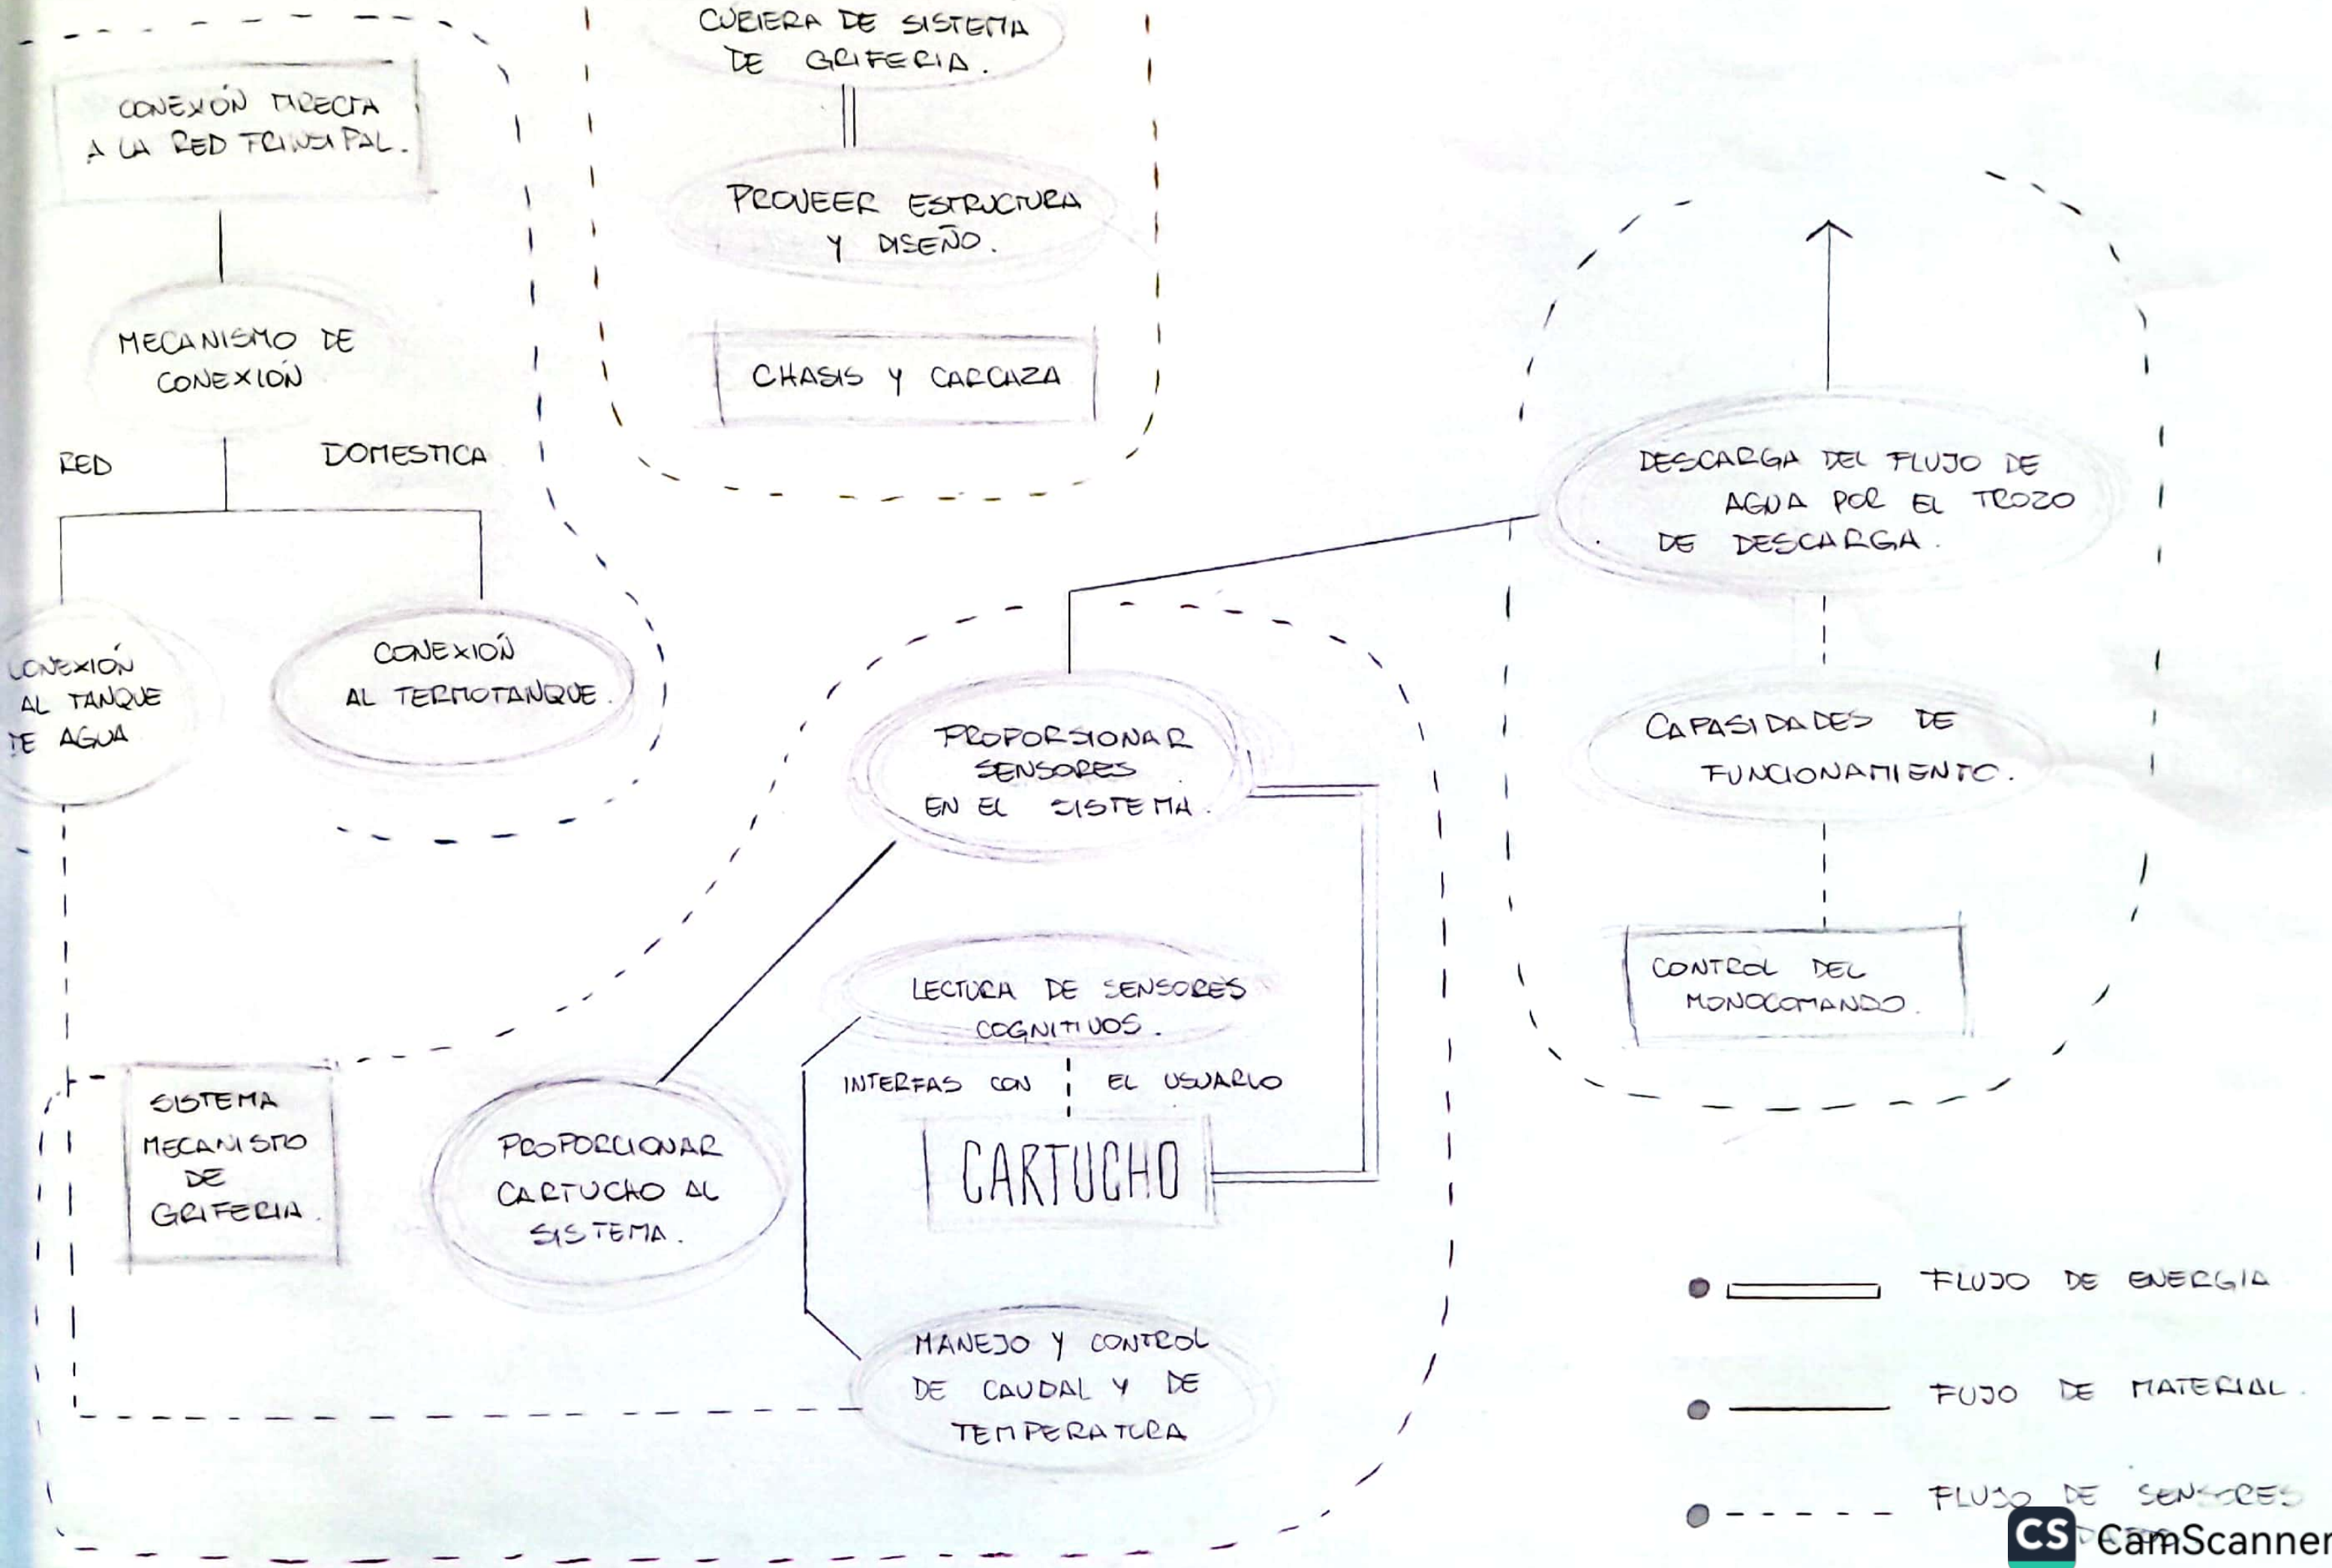 CUBIERA DE SISTEMA
DE GRIFERIA.
CONEXÓN DIRECTA
A LA RED PRINSIPAL.
PROVEER ESTRUCTURA
Y DISEÑO.
MECANISMO DE
CONEXIÓN
CHASIS Y CARCAZA
RED
DOMESTICA
DESCARGA DEL FLUJO DE
AGUA POR EL TROZO
DE DESCARGA.
CONEXIÓN
AL TANQUE
DE AGUA
CONEXIÓN
AL TERMOTANQUE.
PROPORSIONAR
SENSORES
EN EL SISTEMA.
CAPASIDADES DE
FUNCIONAMIENTO.
LECTURA DE SENSORES
COGNITIVOS.
CONTROL DEL
MONOCOMANDO.
INTERFAS CON EL USUARIO
SISTEMA
MECANISMO
DE
GRIFERIA.
PROPORCIONAR
CARTUCHO AL
SISTEMA.
CARTUCHO
MANEJO Y CONTROL
DE CAUDAL Y DE
TEMPERATURA
FLUJO DE ENERGIA
FUJO DE MATERIAL.
FLUJO DE SENSORES
CS CamScanner